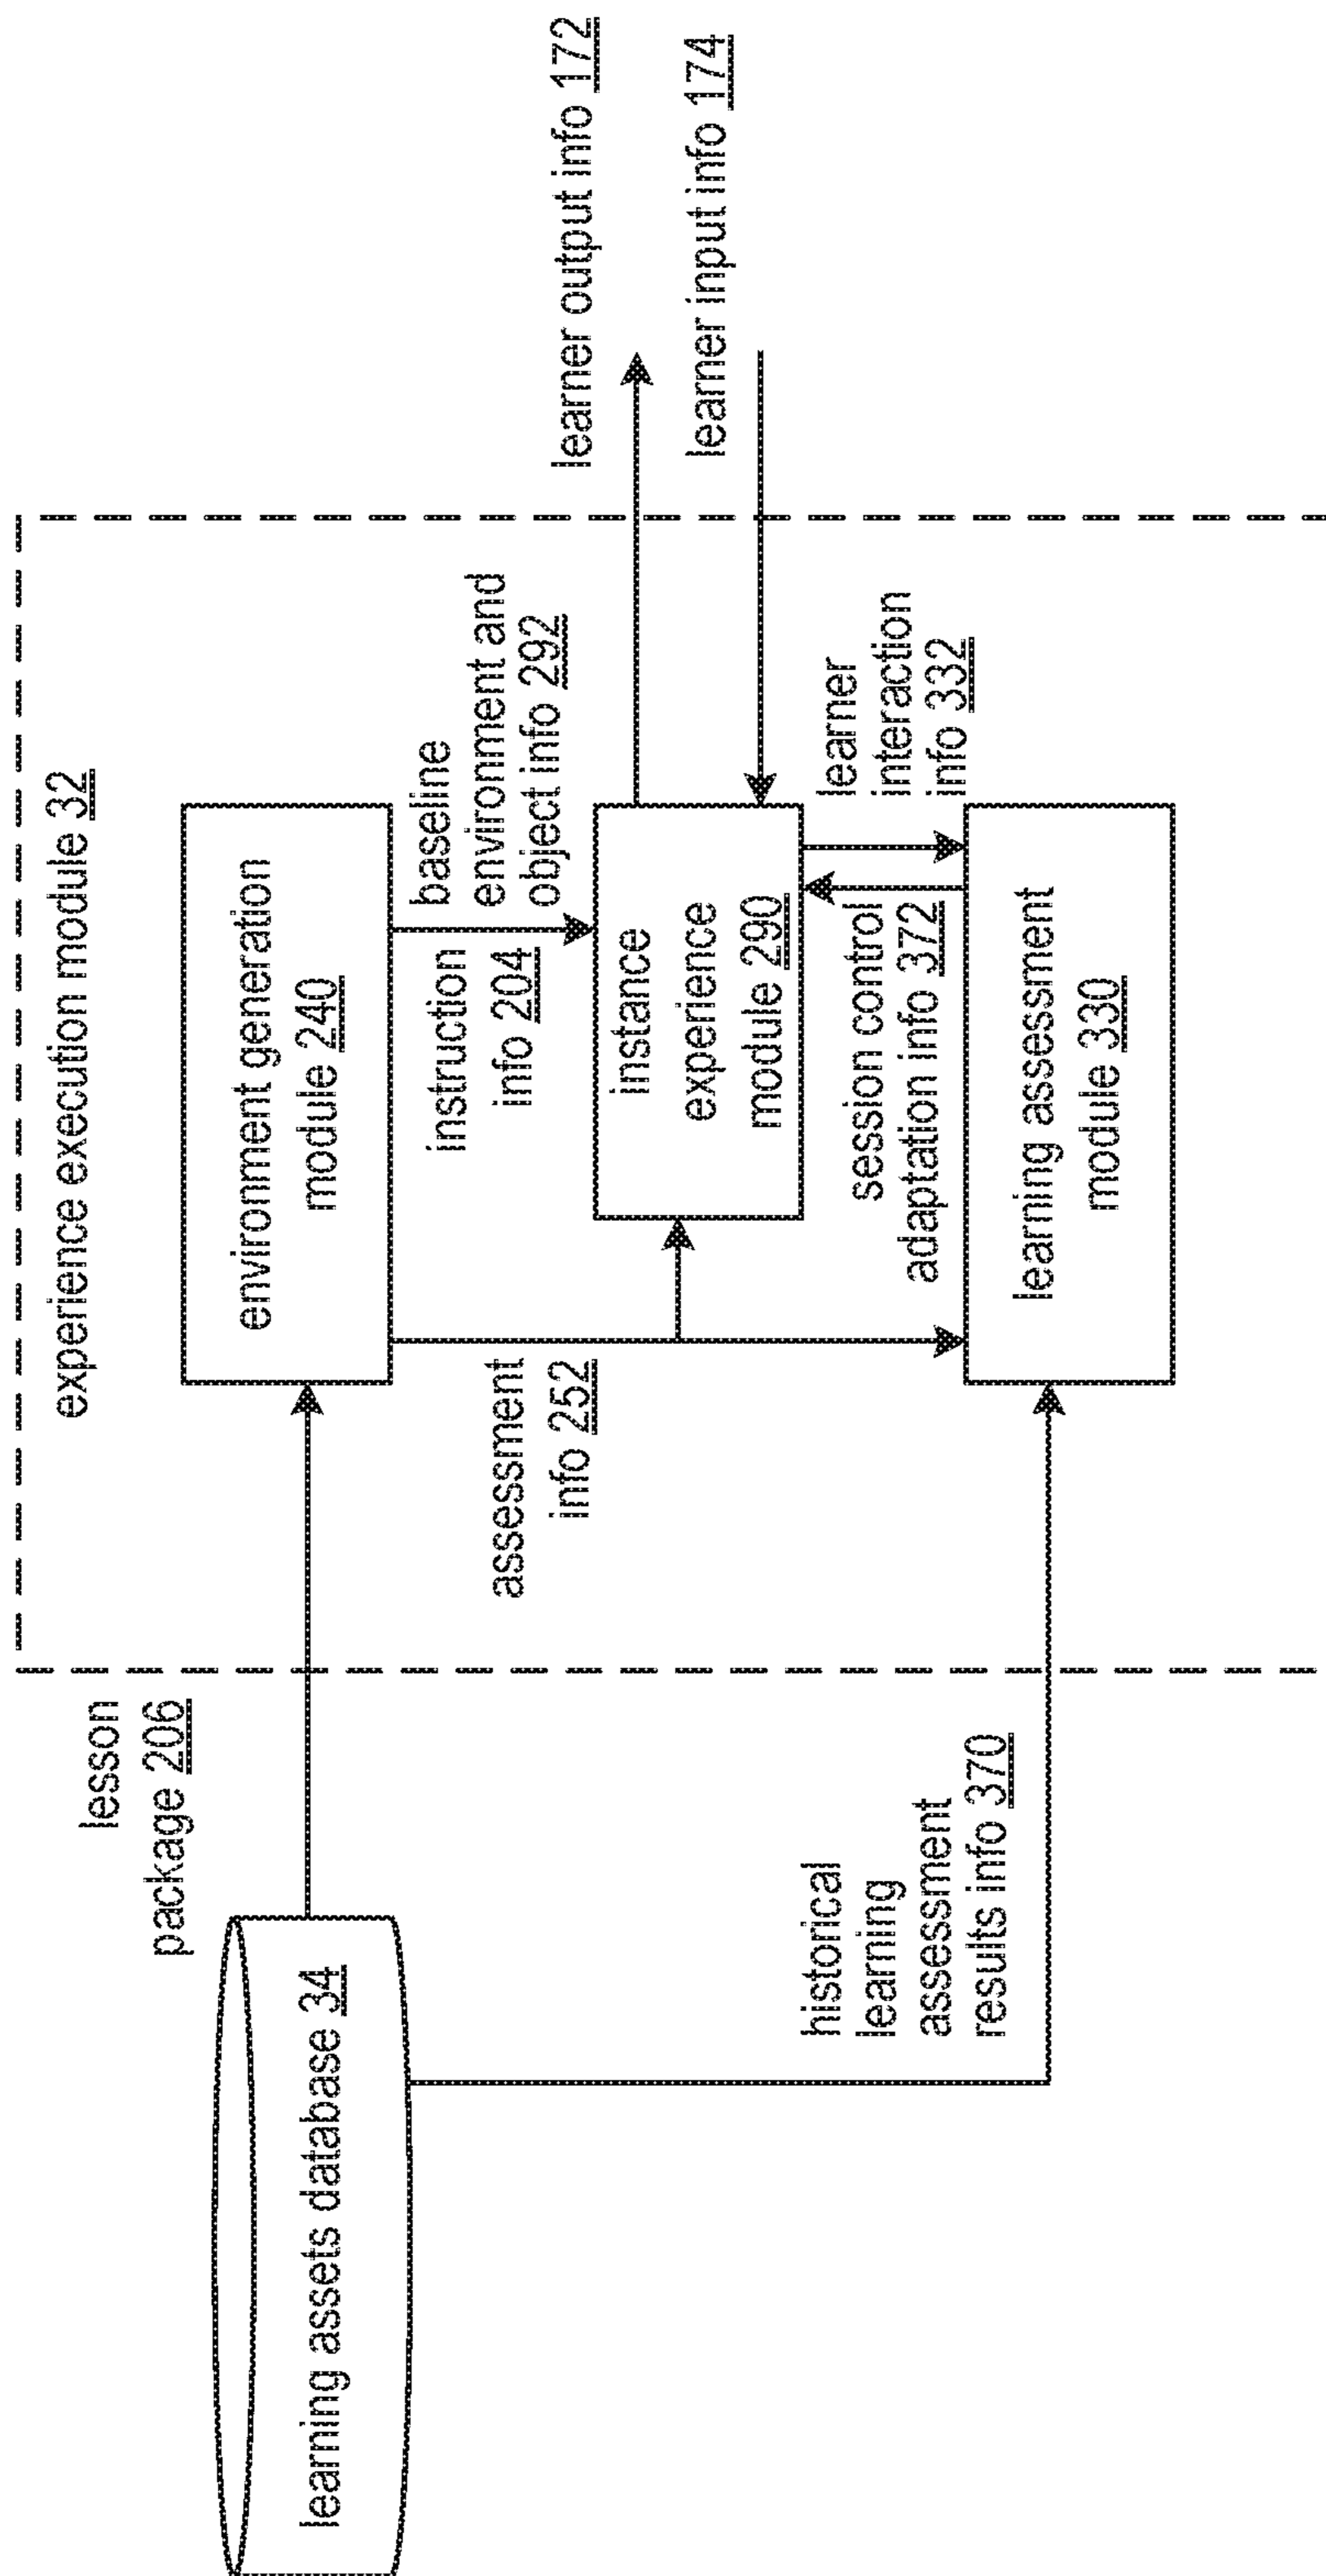 experience execution module 32
lesson
package 206
learning assets database 34
environment generation
module 240
assessment
info 252
instruction
info 204
baseline
environment and
object info 292
learner output info 172
learner input info 174
instance
experience
module 290
historical
learning
assessment
results info 370
session control
adaptation info 372
learner
interaction
info 332
learning assessment
module 330